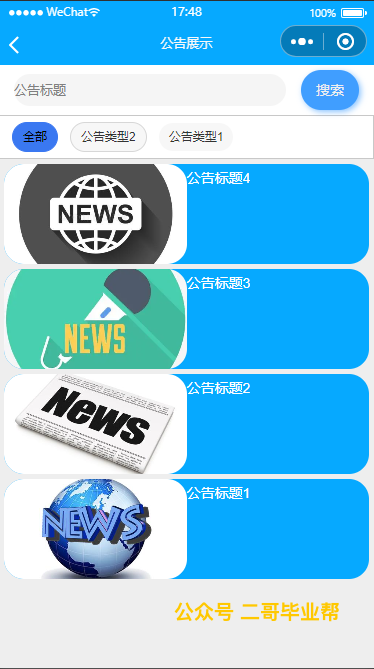 WeChat 17:48 100%
公告展示
公告标题 搜索
全部 公告类型2 公告类型1
NEWS 公告标题4
NEWS 公告标题3
News 公告标题2
NEWS 公告标题1
公众号 二哥毕业帮